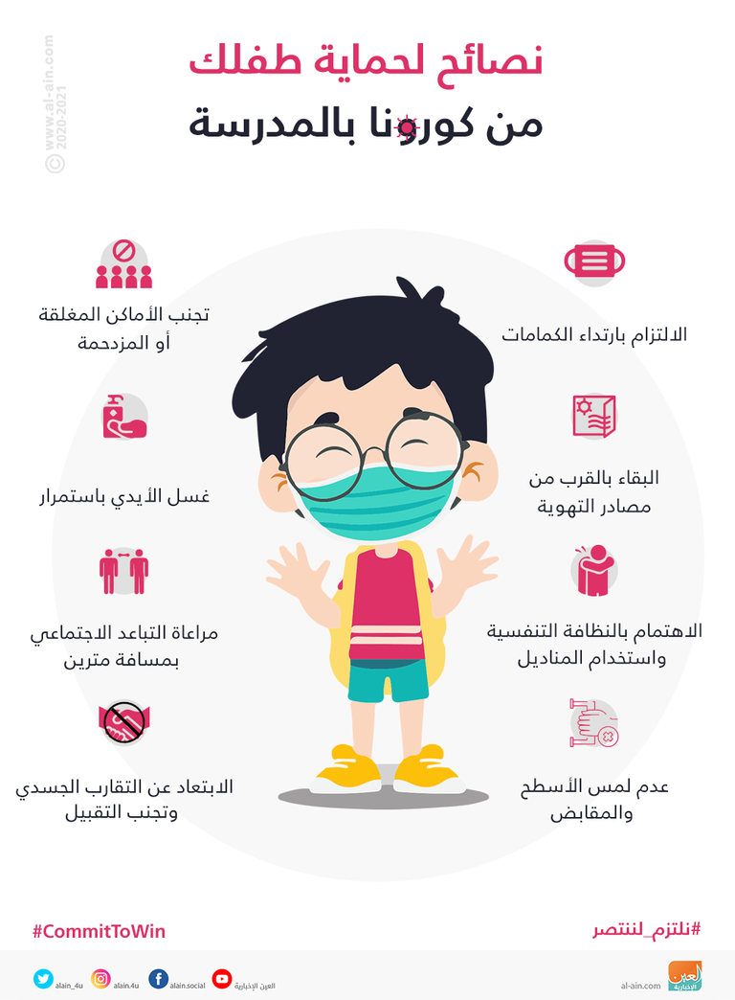 نصائح لحماية طفلك
من كورونا بالمدرسة
© www.al-ain.com
2020-2021
الالتزام بارتداء الكمامات
البقاء بالقرب من
مصادر التهوية
الاهتمام بالنظافة التنفسية
واستخدام المناديل
عدم لمس الأسطح
والمقابض
تجنب الأماكن المغلقة
أو المزدحمة
غسل الأيدي باستمرار
مراعاة التباعد الاجتماعي
بمسافة مترين
الابتعاد عن التقارب الجسدي
وتجنب التقبيل
#نلتزم_لننتصر
#CommitToWin
العين
الإخبارية
al-ain.com
العين الإخبارية
alain.social
alain.4u
alain_4u